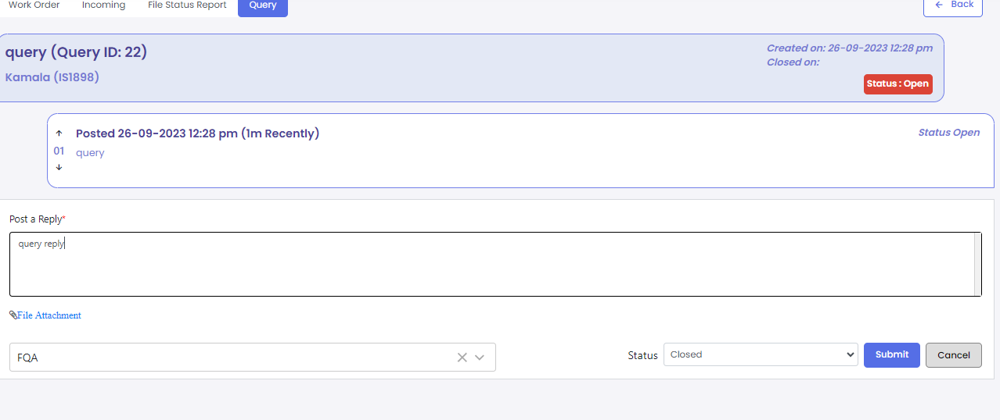 Work Order Incoming File Status Report Query Back
query (Query ID: 22)
Created on: 26-09-2023 12:28 pm
Kamala (IS1898)
Closed on:
Status : Open
Posted 26-09-2023 12:28 pm (1m Recently)
Status Open
01
query
Post a Reply*
query reply
File Attachment
FQA
Status Closed Submit Cancel